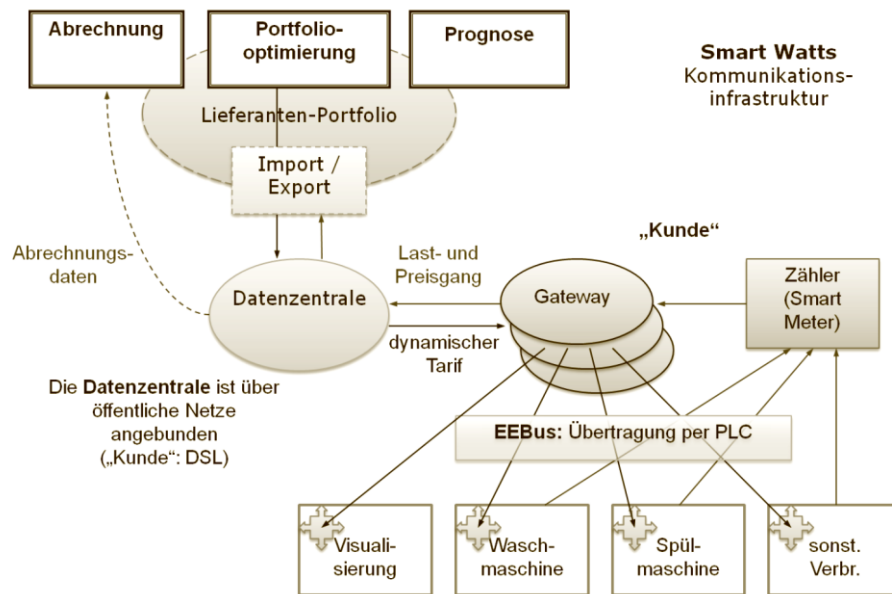 Abrechnung
Portfolio-
optimierung
Prognose
Smart Watts
Kommunikations-
infrastruktur
Lieferanten-Portfolio
Import /
Export
„Kunde“
Abrechnungs-
daten
Last- und
Preisgang
Datenzentrale
Gateway
Zähler
(Smart
Meter)
dynamischer
Tarif
Die Datenzentrale ist über
öffentliche Netze
angebunden
(„Kunde“: DSL)
EEBus: Übertragung per PLC
Visuali-
sierung
Wasch-
maschine
Spül-
maschine
sonst.
Verbr.